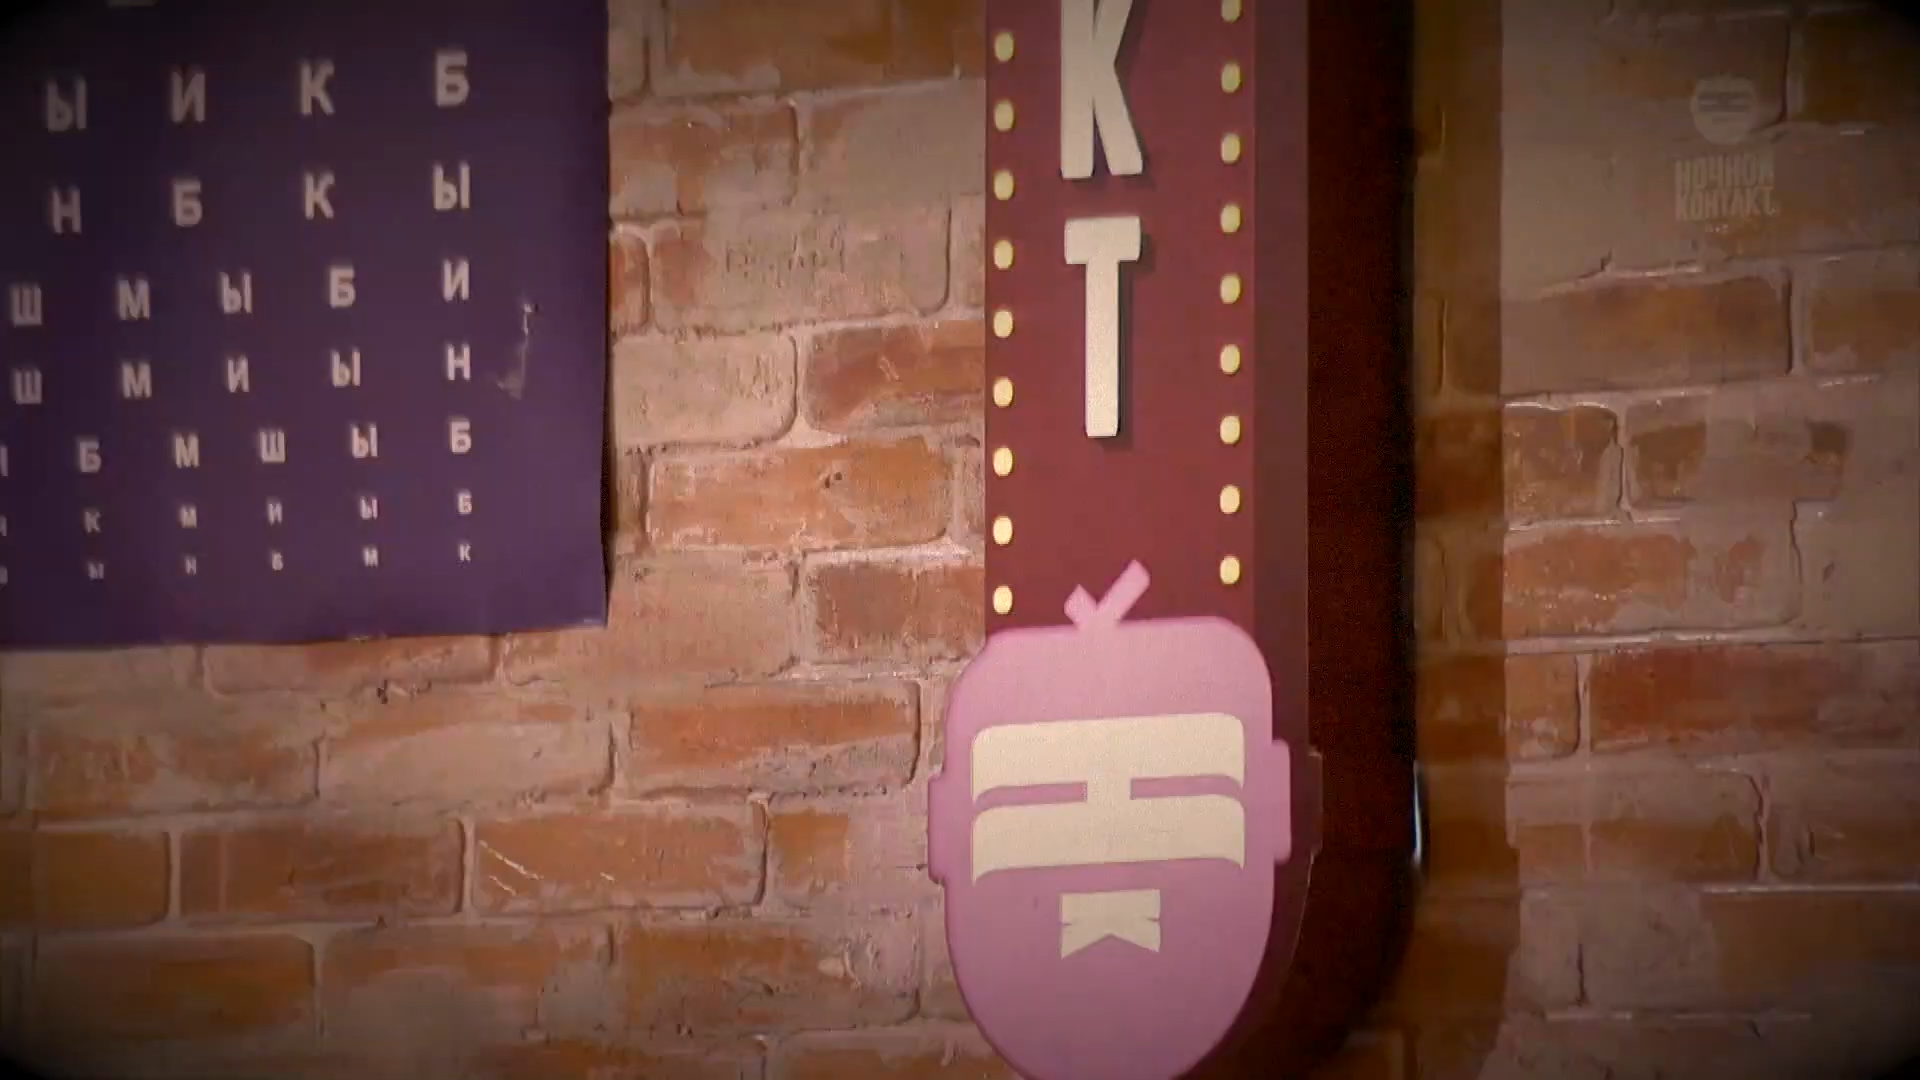 Ы И К Б
Н Б К Ы
Ш М Ы Б И
Ш М И Ы Н
Б М Ш Ы Б
К М И Ы Б
Ы Н Б М К
К
Т
НОЧНОЙ
КОНТАКТ